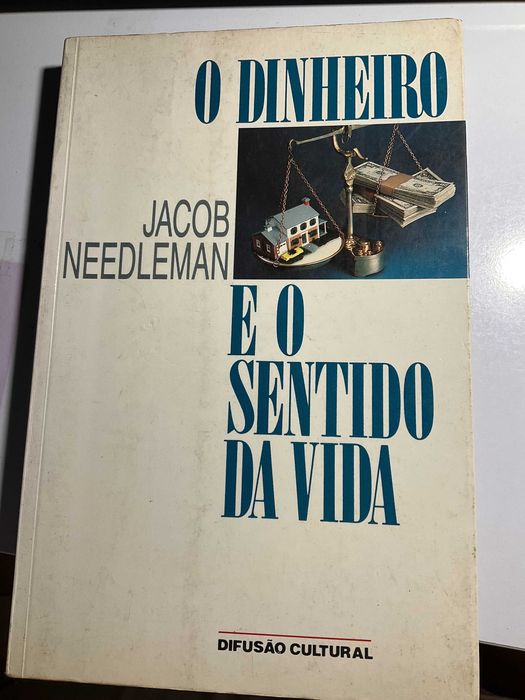 O DINHEIRO
JACOB
NEEDLEMAN
E O
SENTIDO
DA VIDA
DIFUSÃO CULTURAL